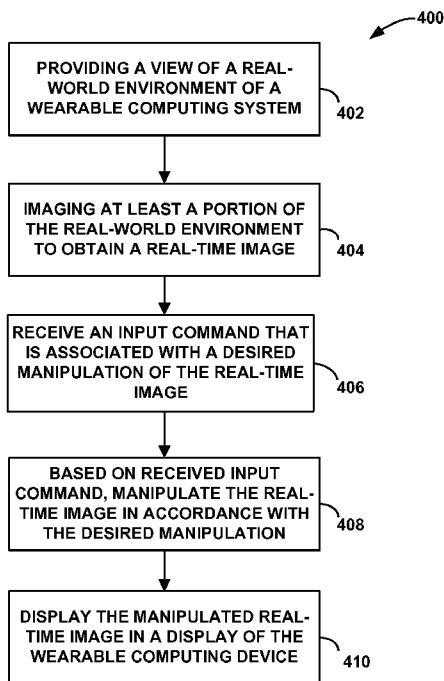 400
PROVIDING A VIEW OF A REAL-
WORLD ENVIRONMENT OF A
WEARABLE COMPUTING SYSTEM
402
IMAGING AT LEAST A PORTION OF
THE REAL-WORLD ENVIRONMENT
TO OBTAIN A REAL-TIME IMAGE
404
RECEIVE AN INPUT COMMAND THAT
IS ASSOCIATED WITH A DESIRED
MANIPULATION OF THE REAL-TIME
IMAGE
406
BASED ON RECEIVED INPUT
COMMAND, MANIPULATE THE REAL-
TIME IMAGE IN ACCORDANCE WITH
THE DESIRED MANIPULATION
408
DISPLAY THE MANIPULATED REAL-
TIME IMAGE IN A DISPLAY OF THE
WEARABLE COMPUTING DEVICE
410